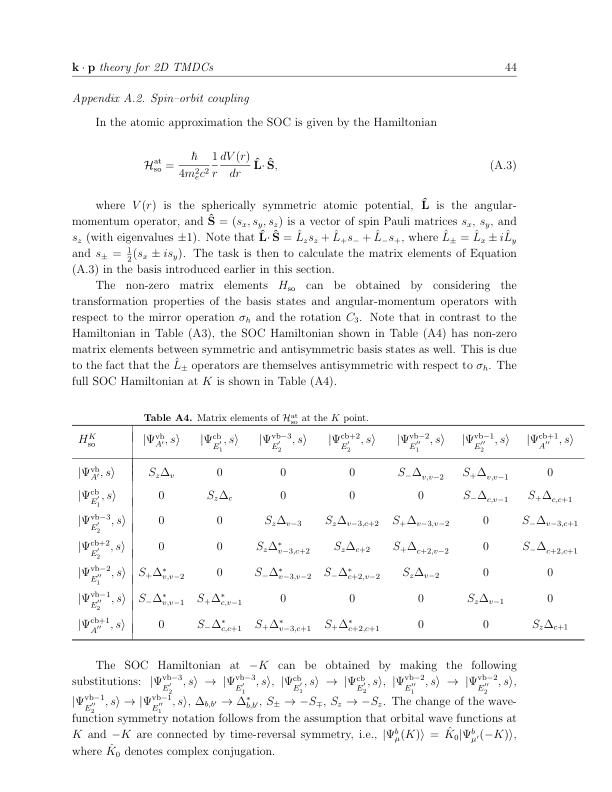 k · p theory for 2D TMDCs 44
Appendix A.2. Spin–orbit coupling
In the atomic approximation the SOC is given by the Hamiltonian
$\mathcal{H}^{\rm at}_{\rm so} = \frac{\hbar}{4m_e^2c^2}\frac{1}{r}\frac{dV(r)}{dr}\hat{\mathbf{L}}\cdot\hat{\mathbf{S}},$ (A.3)
where V(r) is the spherically symmetric atomic potential, $\hat{\mathbf{L}}$ is the angular-
momentum operator, and $\hat{\mathbf{S}} = (s_x, s_y, s_z)$ is a vector of spin Pauli matrices $s_x$, $s_y$, and
$s_z$ (with eigenvalues ±1). Note that $\hat{\mathbf{L}}\cdot\hat{\mathbf{S}} = \hat{L}_z s_z + \hat{L}_+ s_- + \hat{L}_- s_+$, where $\hat{L}_\pm = \hat{L}_x \pm i\hat{L}_y$
and $s_\pm = \frac{1}{2}(s_x \pm is_y)$. The task is then to calculate the matrix elements of Equation
(A.3) in the basis introduced earlier in this section.
The non-zero matrix elements $H_{\rm so}$ can be obtained by considering the
transformation properties of the basis states and angular-momentum operators with
respect to the mirror operation $\sigma_h$ and the rotation $C_3$. Note that in contrast to the
Hamiltonian in Table (A3), the SOC Hamiltonian shown in Table (A4) has non-zero
matrix elements between symmetric and antisymmetric basis states as well. This is due
to the fact that the $\hat{L}_\pm$ operators are themselves antisymmetric with respect to $\sigma_h$. The
full SOC Hamiltonian at K is shown in Table (A4).
Table A4. Matrix elements of $\mathcal{H}^{\rm at}_{\rm so}$ at the K point.
$H^K_{\rm so}$ $|\Psi^{\rm vb}_{A'}, s\rangle$ $|\Psi^{\rm cb}_{E'_1}, s\rangle$ $|\Psi^{\rm vb-3}_{E'_2}, s\rangle$ $|\Psi^{\rm cb+2}_{E'_2}, s\rangle$ $|\Psi^{\rm vb-2}_{E''_1}, s\rangle$ $|\Psi^{\rm vb-1}_{E''_2}, s\rangle$ $|\Psi^{\rm cb+1}_{A''}, s\rangle$
$|\Psi^{\rm vb}_{A'}, s\rangle$ $S_z\Delta_v$ 0 0 0 $S_-\Delta_{v,v-2}$ $S_+\Delta_{v,v-1}$ 0
$|\Psi^{\rm cb}_{E'_1}, s\rangle$ 0 $S_z\Delta_c$ 0 0 0 $S_-\Delta_{c,v-1}$ $S_+\Delta_{c,c+1}$
$|\Psi^{\rm vb-3}_{E'_2}, s\rangle$ 0 0 $S_z\Delta_{v-3}$ $S_z\Delta_{v-3,c+2}$ $S_+\Delta_{v-3,v-2}$ 0 $S_-\Delta_{v-3,c+1}$
$|\Psi^{\rm cb+2}_{E'_2}, s\rangle$ 0 0 $S_z\Delta^*_{v-3,c+2}$ $S_z\Delta_{c+2}$ $S_+\Delta_{c+2,v-2}$ 0 $S_-\Delta_{c+2,c+1}$
$|\Psi^{\rm vb-2}_{E''_1}, s\rangle$ $S_+\Delta^*_{v,v-2}$ 0 $S_-\Delta^*_{v-3,v-2}$ $S_-\Delta^*_{c+2,v-2}$ $S_z\Delta_{v-2}$ 0 0
$|\Psi^{\rm vb-1}_{E''_2}, s\rangle$ $S_-\Delta^*_{v,v-1}$ $S_+\Delta^*_{c,v-1}$ 0 0 0 $S_z\Delta_{v-1}$ 0
$|\Psi^{\rm cb+1}_{A''}, s\rangle$ 0 $S_-\Delta^*_{c,c+1}$ $S_+\Delta^*_{v-3,c+1}$ $S_+\Delta^*_{c+2,c+1}$ 0 0 $S_z\Delta_{c+1}$
The SOC Hamiltonian at −K can be obtained by making the following
substitutions: $|\Psi^{\rm vb-3}_{E'_2}, s\rangle \to |\Psi^{\rm vb-3}_{E'_1}, s\rangle$, $|\Psi^{\rm cb}_{E'_1}, s\rangle \to |\Psi^{\rm cb}_{E'_2}, s\rangle$, $|\Psi^{\rm vb-2}_{E''_1}, s\rangle \to |\Psi^{\rm vb-2}_{E''_2}, s\rangle$,
$|\Psi^{\rm vb-1}_{E''_2}, s\rangle \to |\Psi^{\rm vb-1}_{E''_1}, s\rangle$, $\Delta_{b,b'} \to \Delta^*_{b,b'}$, $S_\pm \to -S_\mp$, $S_z \to -S_z$. The change of the wave-
function symmetry notation follows from the assumption that orbital wave functions at
K and −K are connected by time-reversal symmetry, i.e., $|\Psi^b_\mu(K)\rangle = \hat{K}_0|\Psi^b_{\mu'}(-K)\rangle$,
where $\hat{K}_0$ denotes complex conjugation.